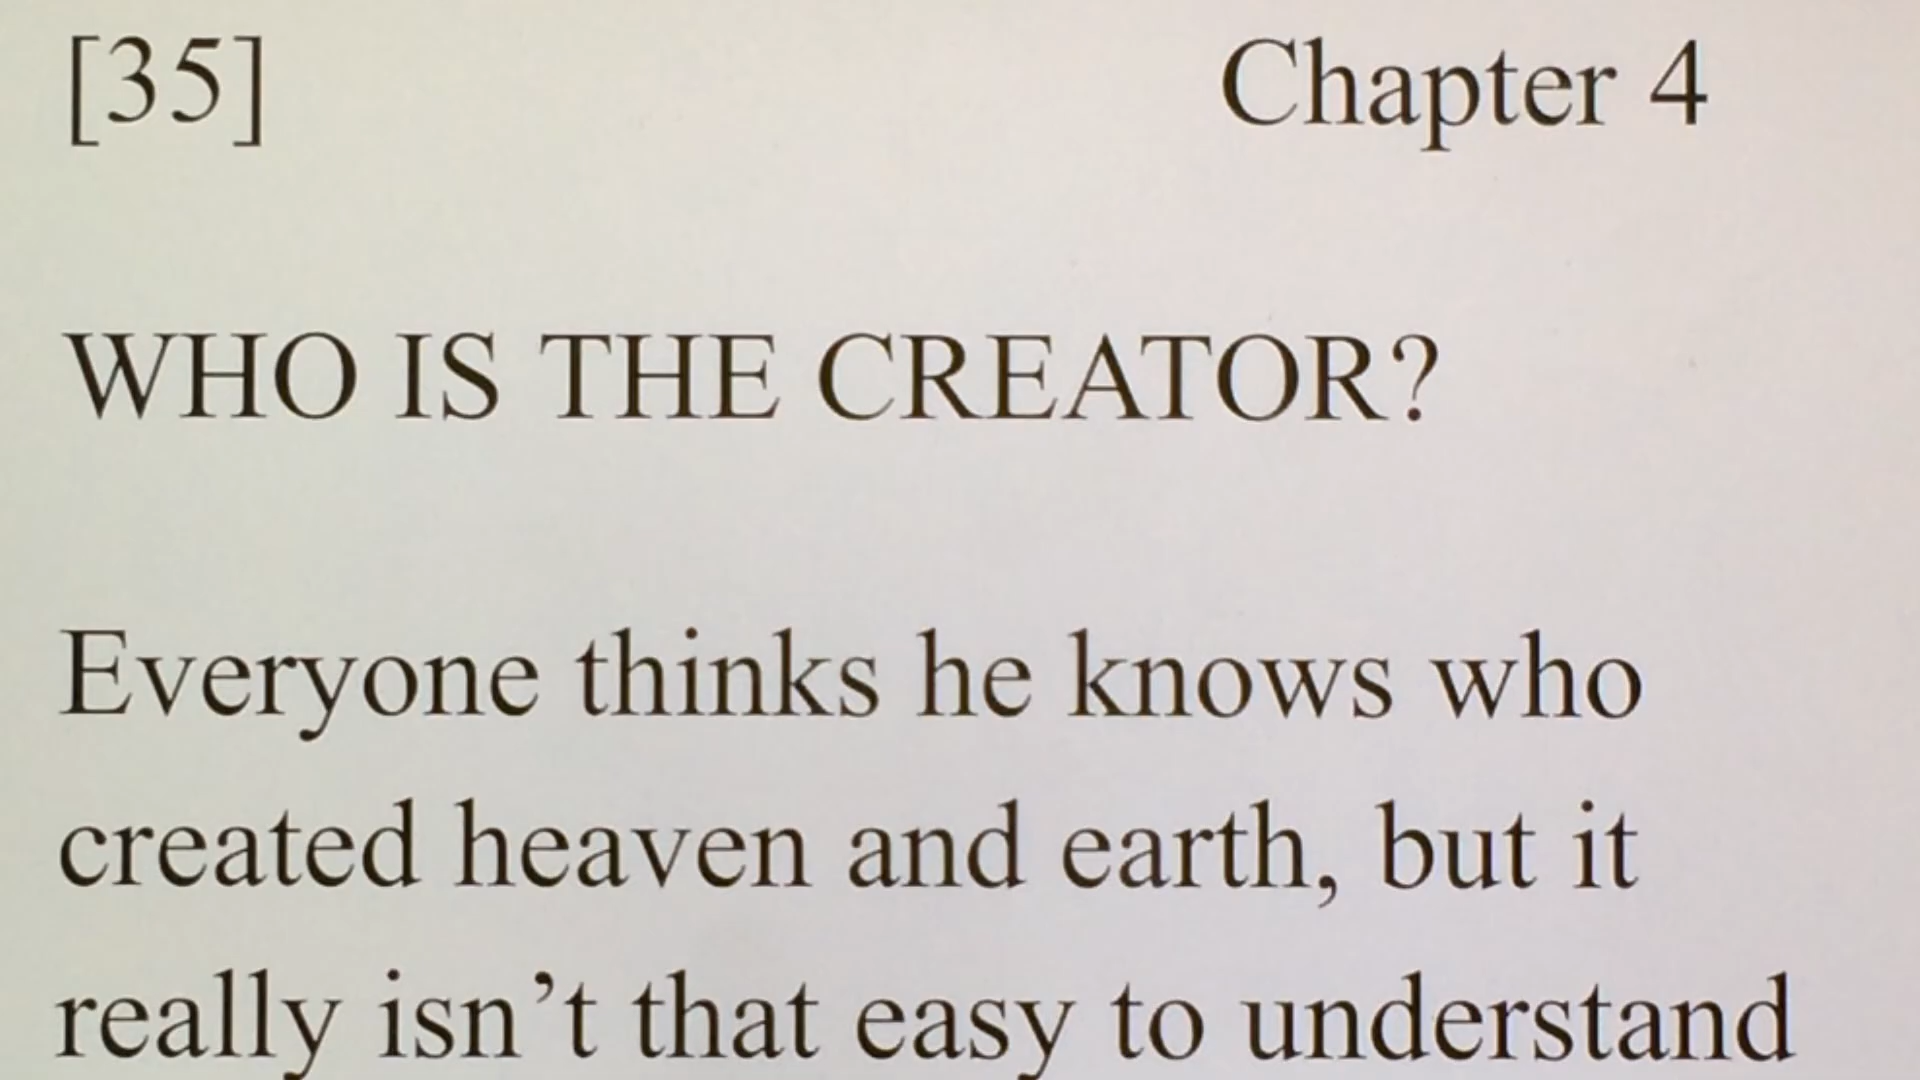 [35] Chapter 4
WHO IS THE CREATOR?
Everyone thinks he knows who
created heaven and earth, but it
really isn’t that easy to understand